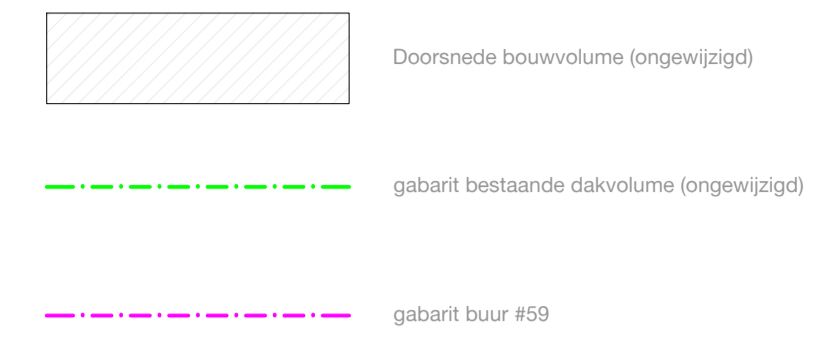 Doorsnede bouwvolume (ongewijzigd)
gabarit bestaande dakvolume (ongewijzigd)
gabarit buur #59